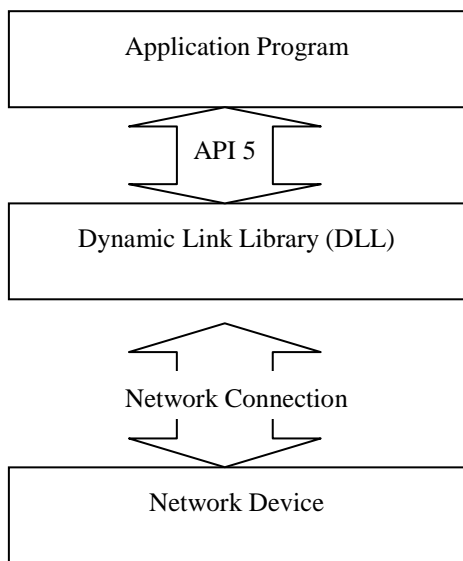 Application Program
API 5
Dynamic Link Library (DLL)
Network Connection
Network Device